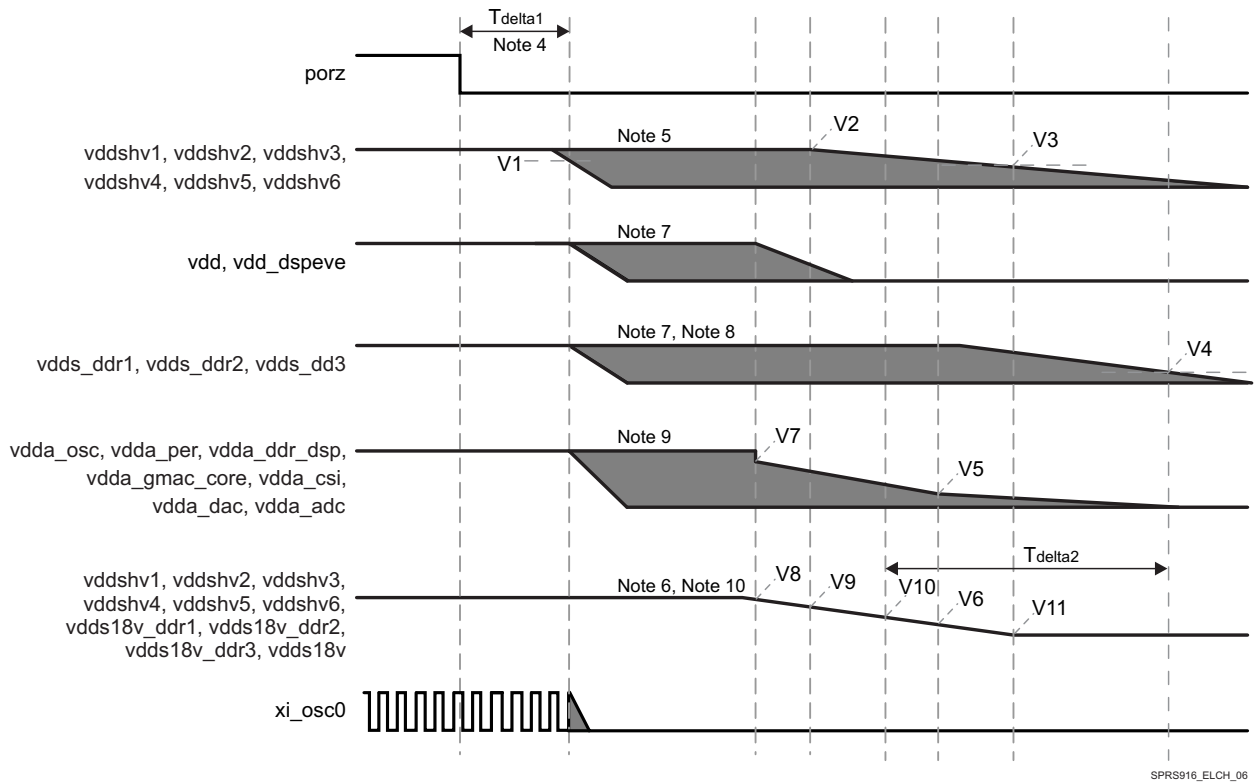 Tdelta1
Note 4
porz
Note 5
V2
V3
V1
vddshv1, vddshv2, vddshv3,
vddshv4, vddshv5, vddshv6
Note 7
vdd, vdd_dspeve
Note 7, Note 8
V4
vdds_ddr1, vdds_ddr2, vdds_dd3
Note 9
V7
V5
vdda_osc, vdda_per, vdda_ddr_dsp,
vdda_gmac_core, vdda_csi,
vdda_dac, vdda_adc
Tdelta2
Note 6, Note 10
V8
V9
V10
V6
V11
vddshv1, vddshv2, vddshv3,
vddshv4, vddshv5, vddshv6,
vdds18v_ddr1, vdds18v_ddr2,
vdds18v_ddr3, vdds18v
xi_osc0
SPRS916_ELCH_06